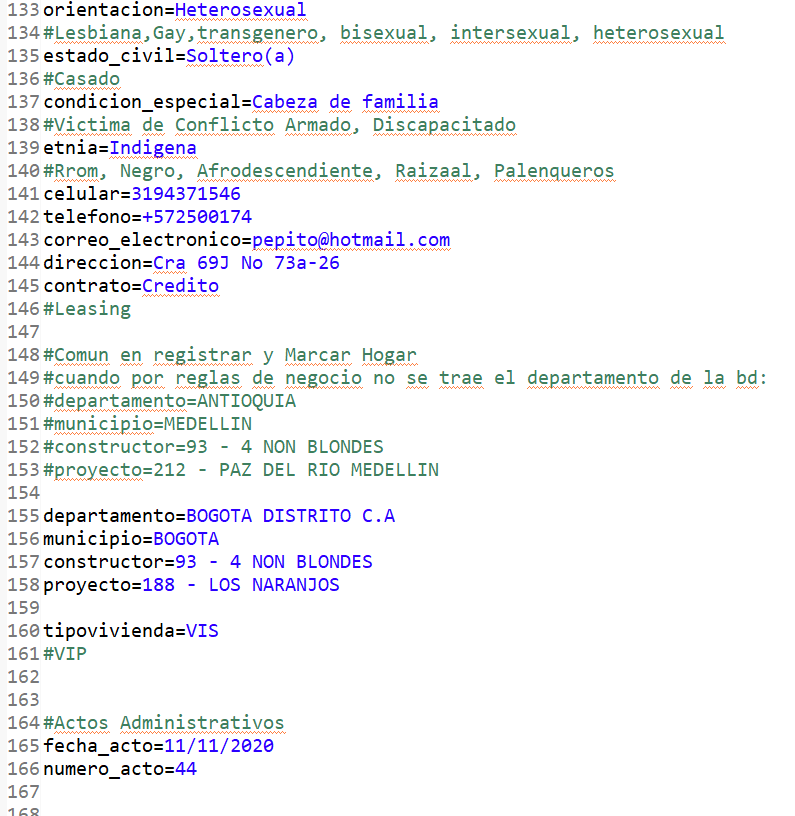 133 orientacion=Heterosexual
134 #Lesbiana,Gay,transgenero, bisexual, intersexual, heterosexual
135 estado_civil=Soltero(a)
136 #Casado
137 condicion_especial=Cabeza de familia
138 #Victima de Conflicto Armado, Discapacitado
139 etnia=Indigena
140 #Rrom, Negro, Afrodescendiente, Raizaal, Palenqueros
141 celular=3194371546
142 telefono=+572500174
143 correo_electronico=pepito@hotmail.com
144 direccion=Cra 69J No 73a-26
145 contrato=Credito
146 #Leasing
147
148 #Comun en registrar y Marcar Hogar
149 #cuando por reglas de negocio no se trae el departamento de la bd:
150 #departamento=ANTIOQUIA
151 #municipio=MEDELLIN
152 #constructor=93 - 4 NON BLONDES
153 #proyecto=212 - PAZ DEL RIO MEDELLIN
154
155 departamento=BOGOTA DISTRITO C.A
156 municipio=BOGOTA
157 constructor=93 - 4 NON BLONDES
158 proyecto=188 - LOS NARANJOS
159
160 tipovivienda=VIS
161 #VIP
162
163
164 #Actos Administrativos
165 fecha_acto=11/11/2020
166 numero_acto=44
167
168